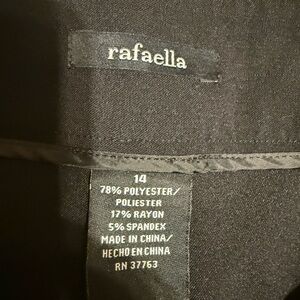 rafaella
14
78% POLYESTER/
POLIESTER
17% RAYON
5% SPANDEX
MADE IN CHINA/
HECHO EN CHINA
RN 37763